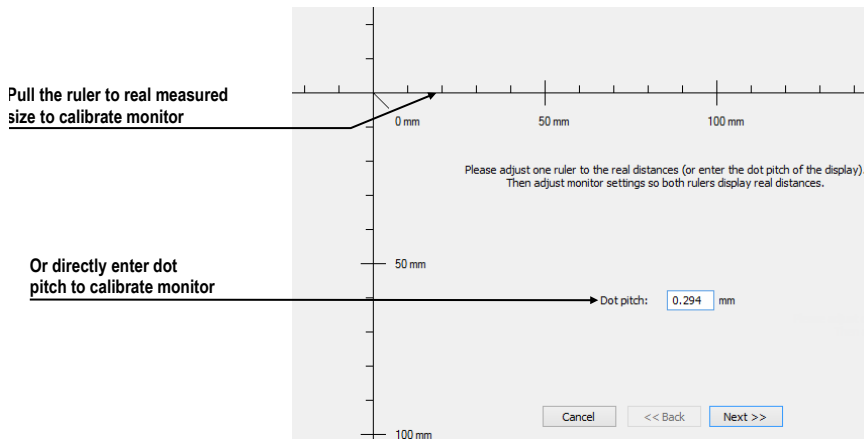 Pull the ruler to real measured
size to calibrate monitor
0 mm
50 mm
100 mm
Please adjust one ruler to the real distances (or enter the dot pitch of the display).
Then adjust monitor settings so both rulers display real distances.
Or directly enter dot
pitch to calibrate monitor
50 mm
Dot pitch: 0.294 mm
Cancel << Back Next >>
100 mm